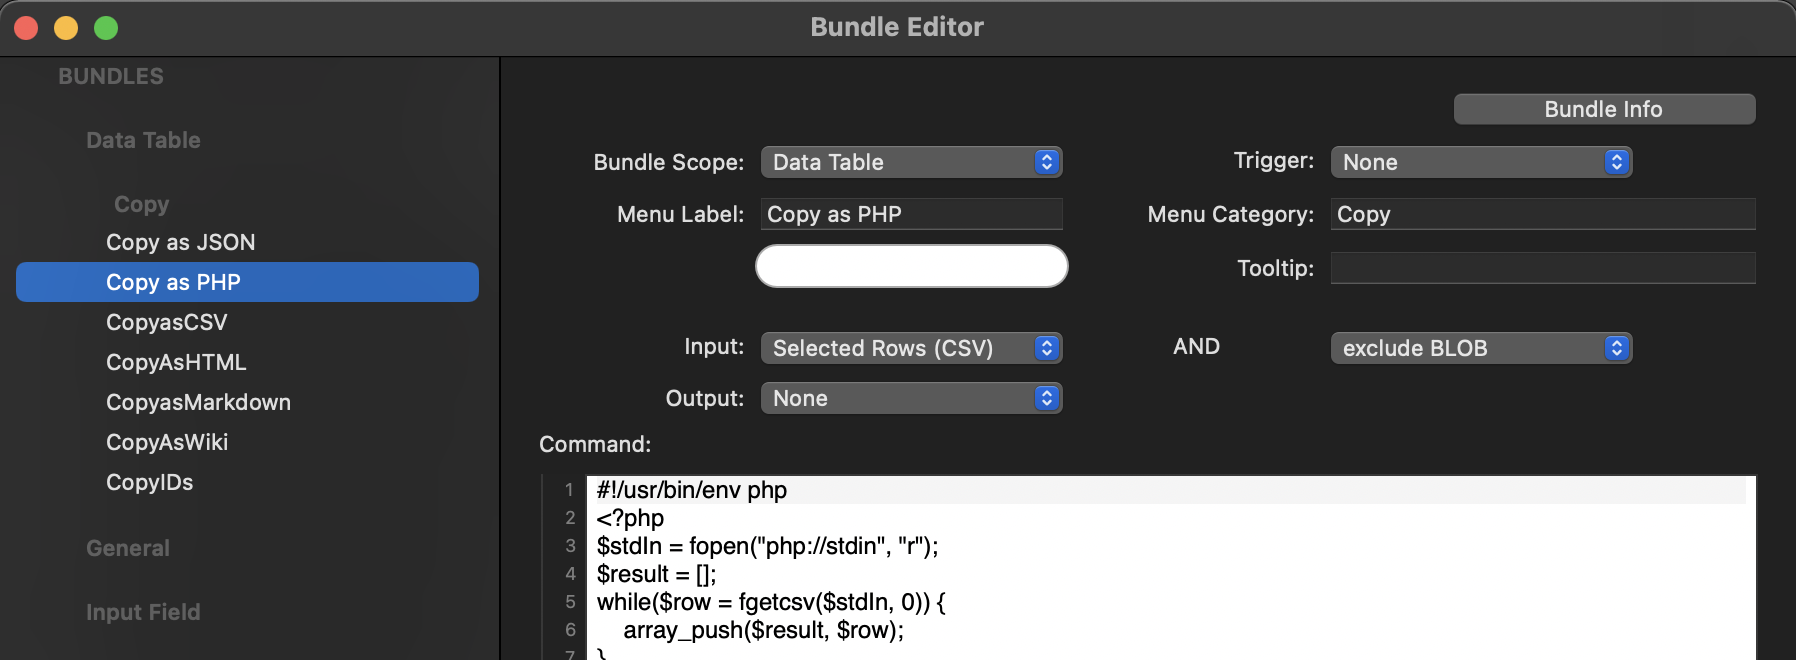 Bundle Editor
BUNDLES
Data Table
Copy
Copy as JSON
Copy as PHP
CopyasCSV
CopyAsHTML
CopyasMarkdown
CopyAsWiki
CopyIDs
General
Input Field
Bundle Info
Bundle Scope: Data Table Trigger: None
Menu Label: Copy as PHP Menu Category: Copy
Tooltip:
Input: Selected Rows (CSV) AND exclude BLOB
Output: None
Command:
1 #!/usr/bin/env php
2 <?php
3 $stdIn = fopen("php://stdin", "r");
4 $result = [];
5 while($row = fgetcsv($stdIn, 0)) {
6 array_push($result, $row);
7 }